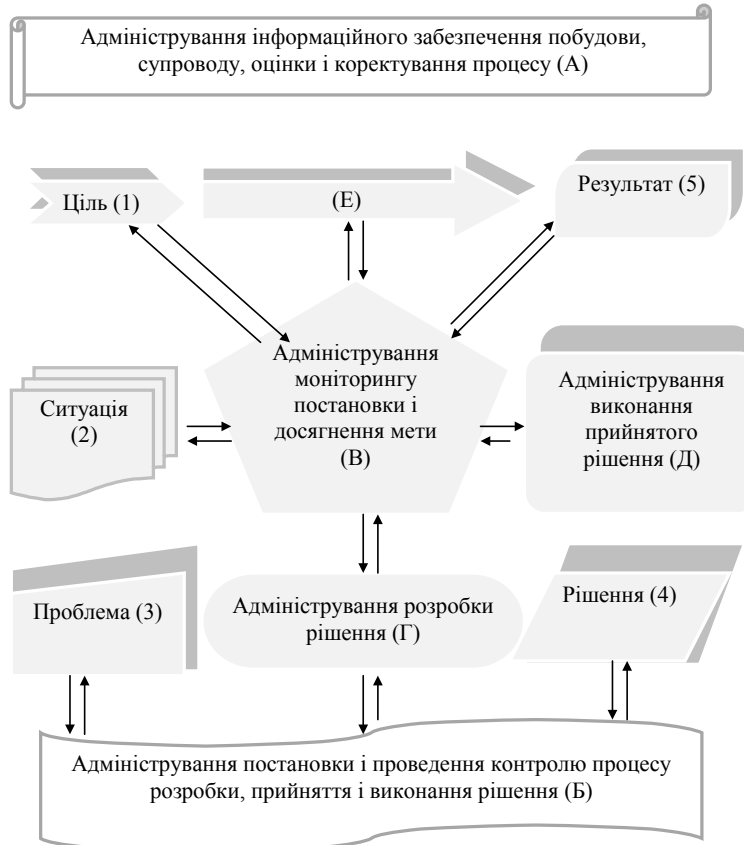 Адміністрування інформаційного забезпечення побудови,
супроводу, оцінки і коректування процесу (А)
Ціль (1)
(Е)
Результат (5)
Адміністрування
моніторингу
постановки і
досягнення мети
(В)
Ситуація
(2)
Адміністрування
виконання
прийнятого
рішення (Д)
Проблема (3)
Адміністрування розробки
рішення (Г)
Рішення (4)
Адміністрування постановки і проведення контролю процесу
розробки, прийняття і виконання рішення (Б)